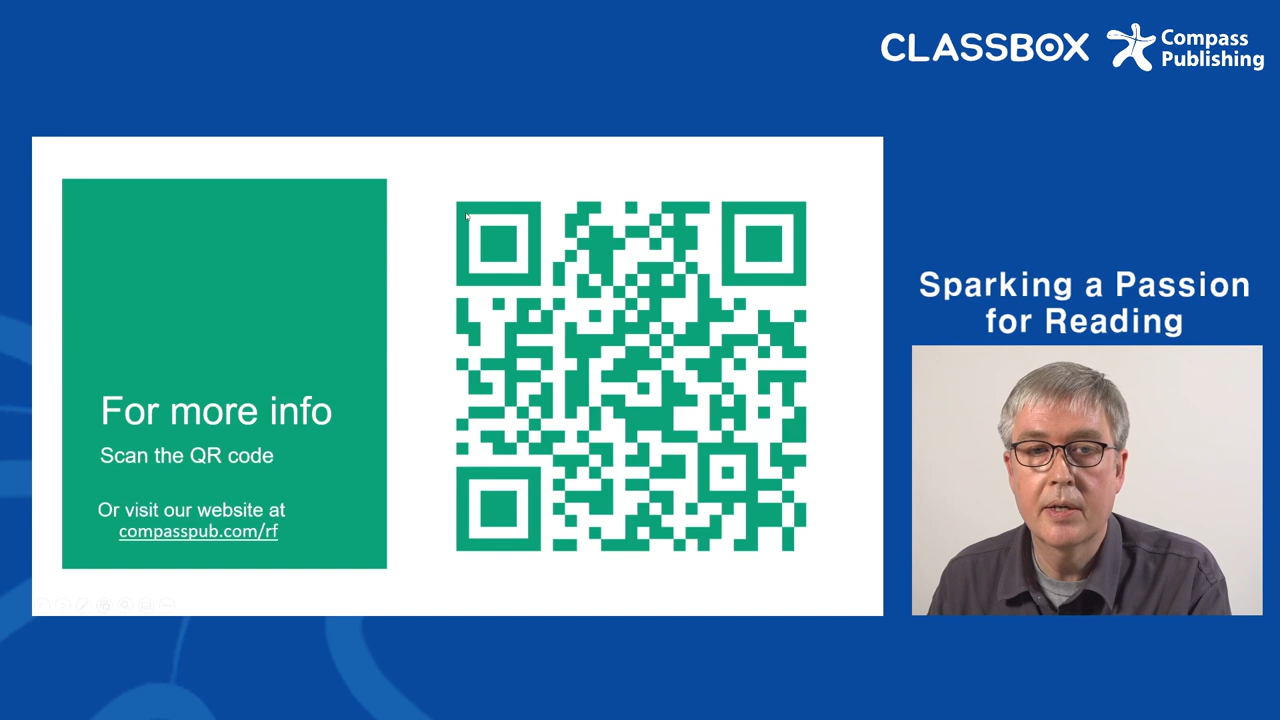 CLASSBOX
Compass
Publishing
For more info
Scan the QR code
Or visit our website at
compasspub.com/rf
Sparking a Passion
for Reading